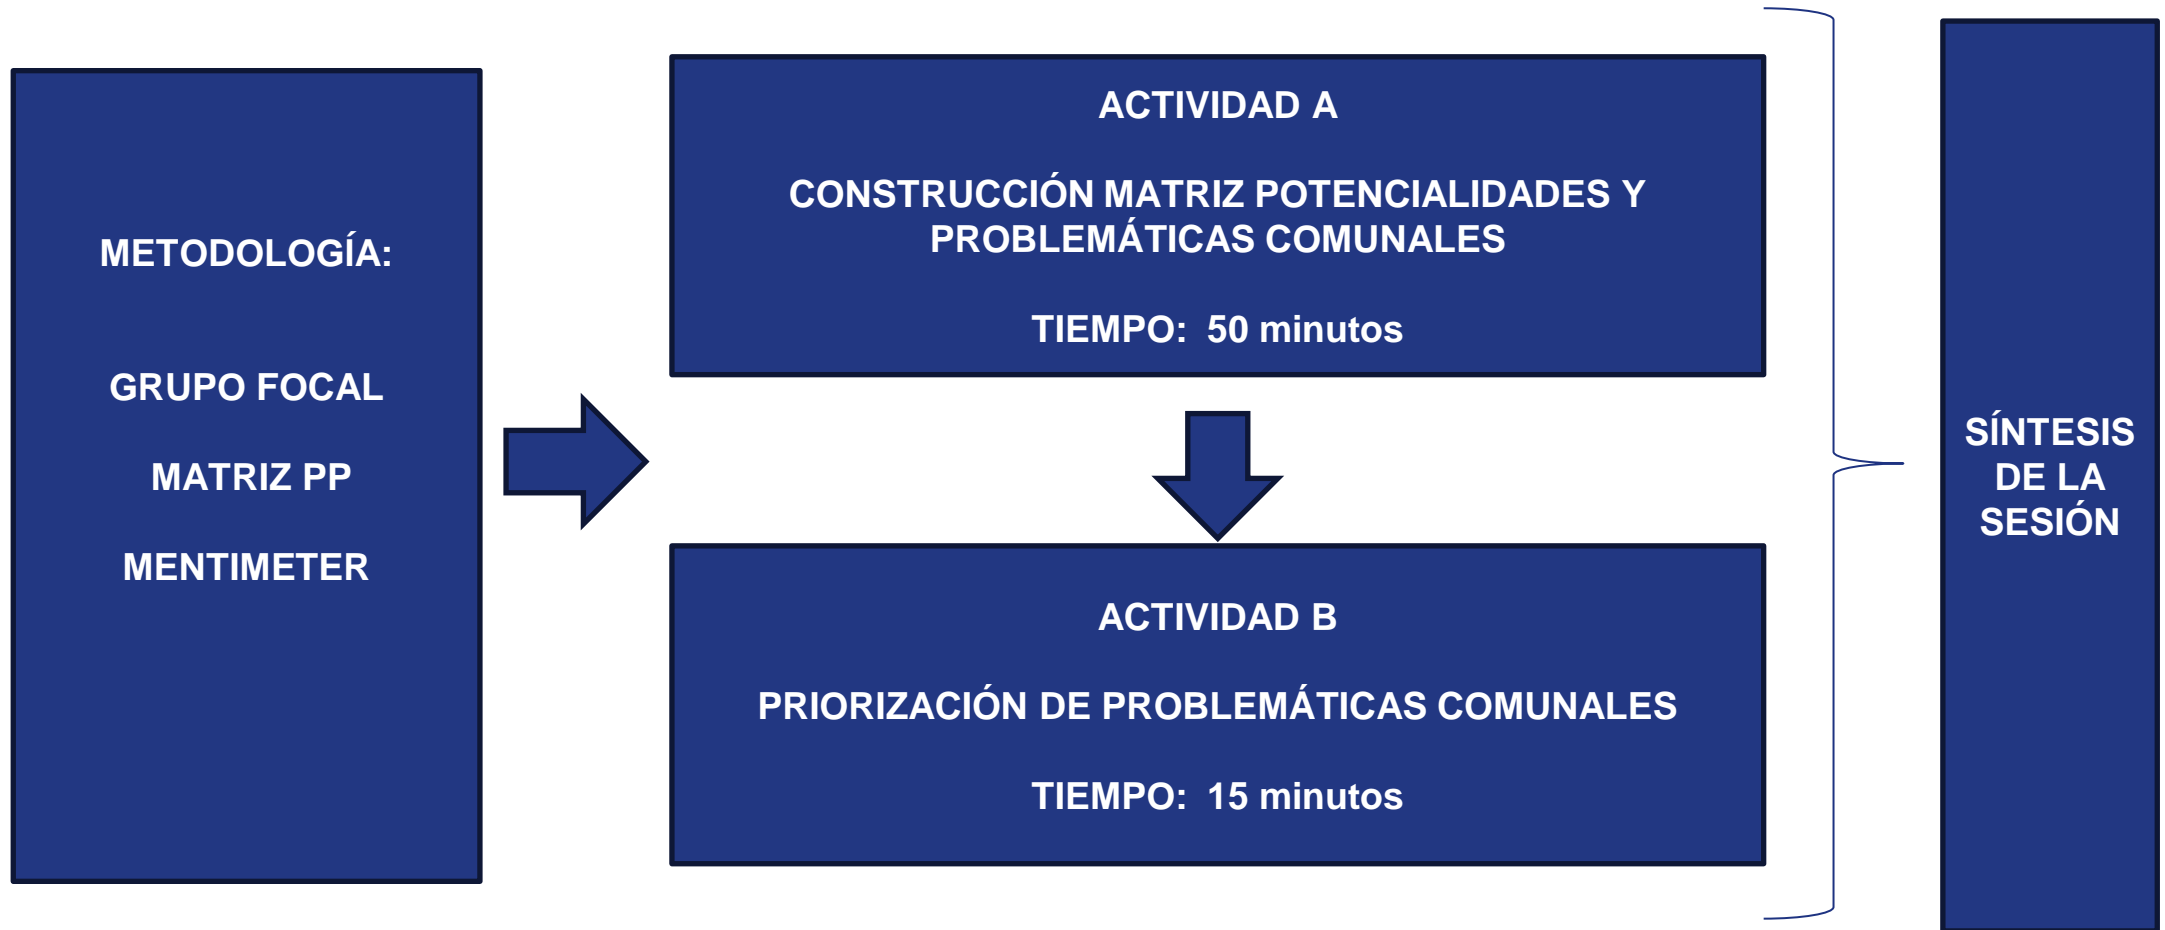 METODOLOGÍA:
GRUPO FOCAL
MATRIZ PP
MENTIMETER
ACTIVIDAD A
CONSTRUCCIÓN MATRIZ POTENCIALIDADES Y
PROBLEMÁTICAS COMUNALES
TIEMPO:  50 minutos
ACTIVIDAD B
PRIORIZACIÓN DE PROBLEMÁTICAS COMUNALES
TIEMPO:  15 minutos
SÍNTESIS
DE LA
SESIÓN